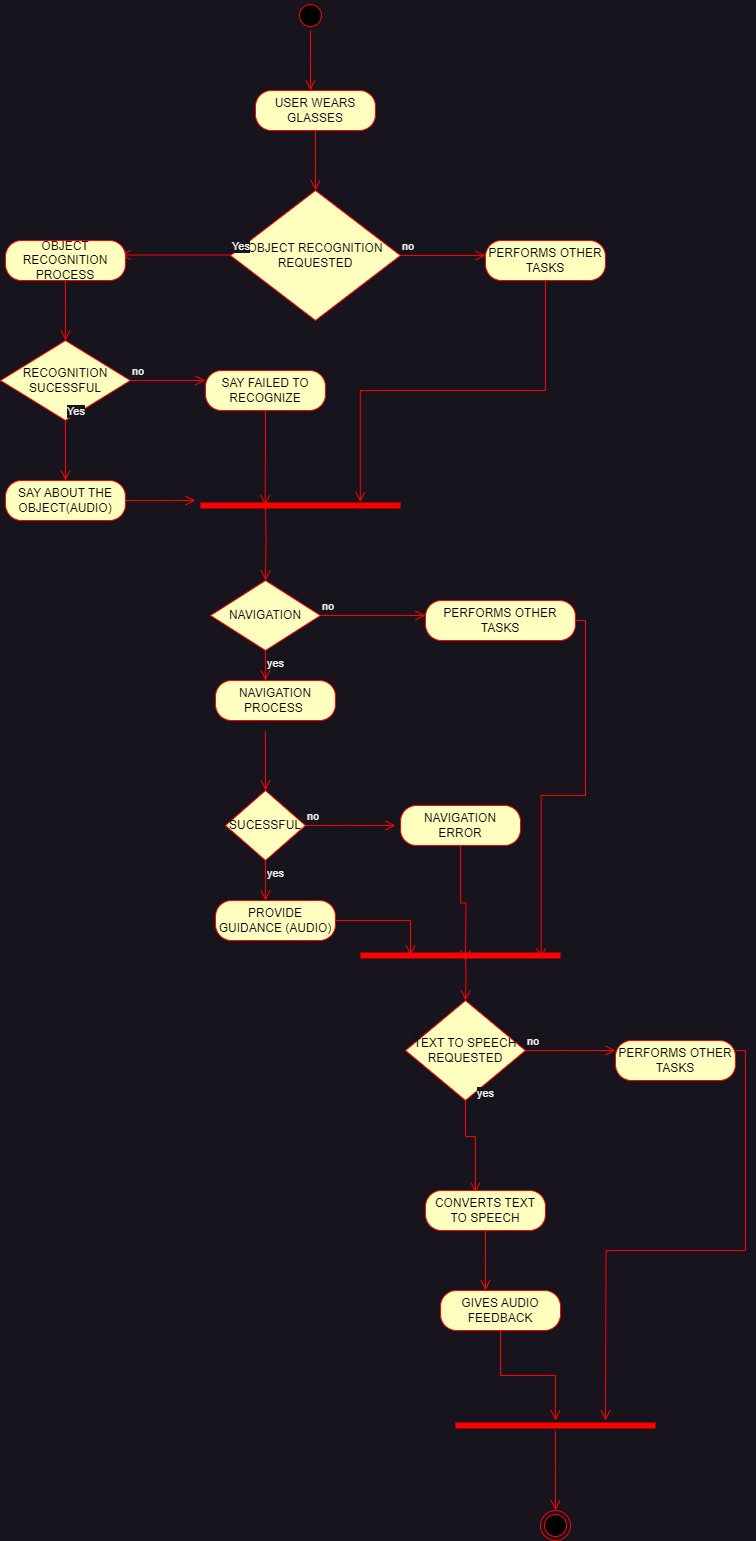 USER WEARS
GLASSES
Yes
OBJECT RECOGNITION
REQUESTED
no
PERFORMS OTHER
TASKS
OBJECT
RECOGNITION
PROCESS
RECOGNITION
SUCESSFUL
no
SAY FAILED TO
RECOGNIZE
Yes
SAY ABOUT THE
OBJECT(AUDIO)
NAVIGATION
no
PERFORMS OTHER
TASKS
yes
NAVIGATION
PROCESS
SUCESSFUL
no
NAVIGATION
ERROR
yes
PROVIDE
GUIDANCE (AUDIO)
TEXT TO SPEECH
REQUESTED
no
PERFORMS OTHER
TASKS
yes
CONVERTS TEXT
TO SPEECH
GIVES AUDIO
FEEDBACK